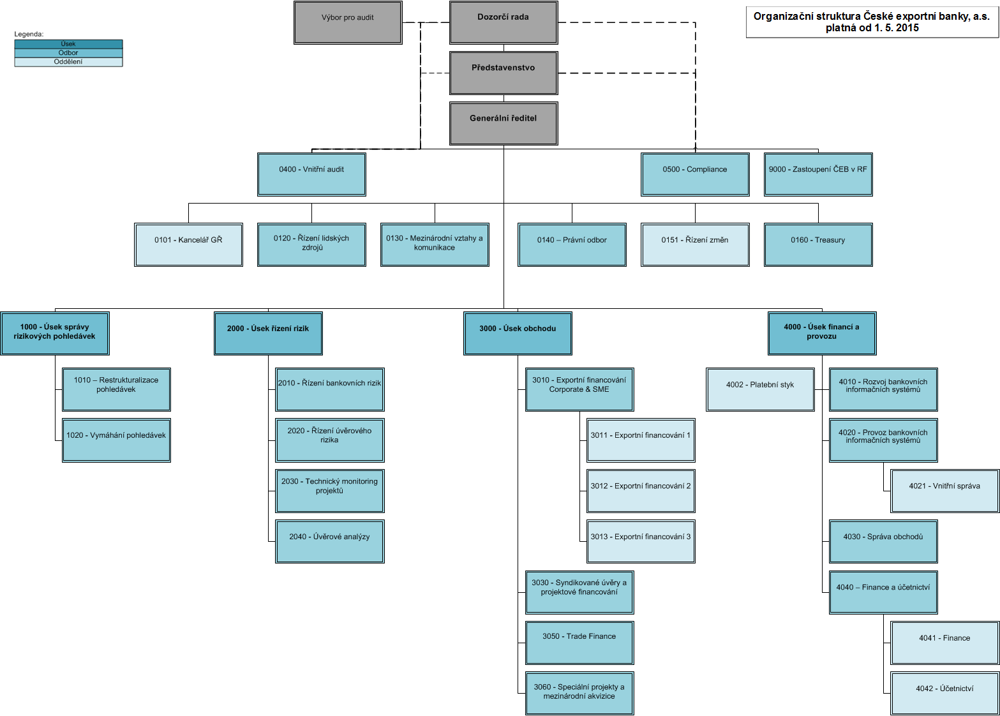 Organizační struktura České exportní banky, a.s.
platná od 1. 5. 2015
Legenda:
Úsek
Odbor
Oddělení
Výbor pro audit
Dozorčí rada
Představenstvo
Generální ředitel
0400 - Vnitřní audit
0500 - Compliance
9000 - Zastoupení ČEB v RF
0101 - Kancelář GŘ
0120 - Řízení lidských
zdrojů
0130 - Mezinárodní vztahy a
komunikace
0140 – Právní odbor
0151 - Řízení změn
0160 - Treasury
1000 - Úsek správy
rizikových pohledávek
1010 – Restrukturalizace
pohledávek
1020 - Vymáhání pohledávek
2000 - Úsek řízení rizik
2010 - Řízení bankovních rizik
2020 - Řízení úvěrového
rizika
2030 - Technický monitoring
projektů
2040 - Úvěrové analýzy
3000 - Úsek obchodu
3010 - Exportní financování
Corporate & SME
3011 - Exportní financování 1
3012 - Exportní financování 2
3013 - Exportní financování 3
3030 - Syndikované úvěry a
projektové financování
3050 - Trade Finance
3060 - Speciální projekty a
mezinárodní akvizice
4000 - Úsek financí a
provozu
4002 - Platební styk
4010 - Rozvoj bankovních
informačních systémů
4020 - Provoz bankovních
informačních systémů
4021 - Vnitřní správa
4030 - Správa obchodů
4040 – Finance a účetnictví
4041 - Finance
4042 - Účetnictví